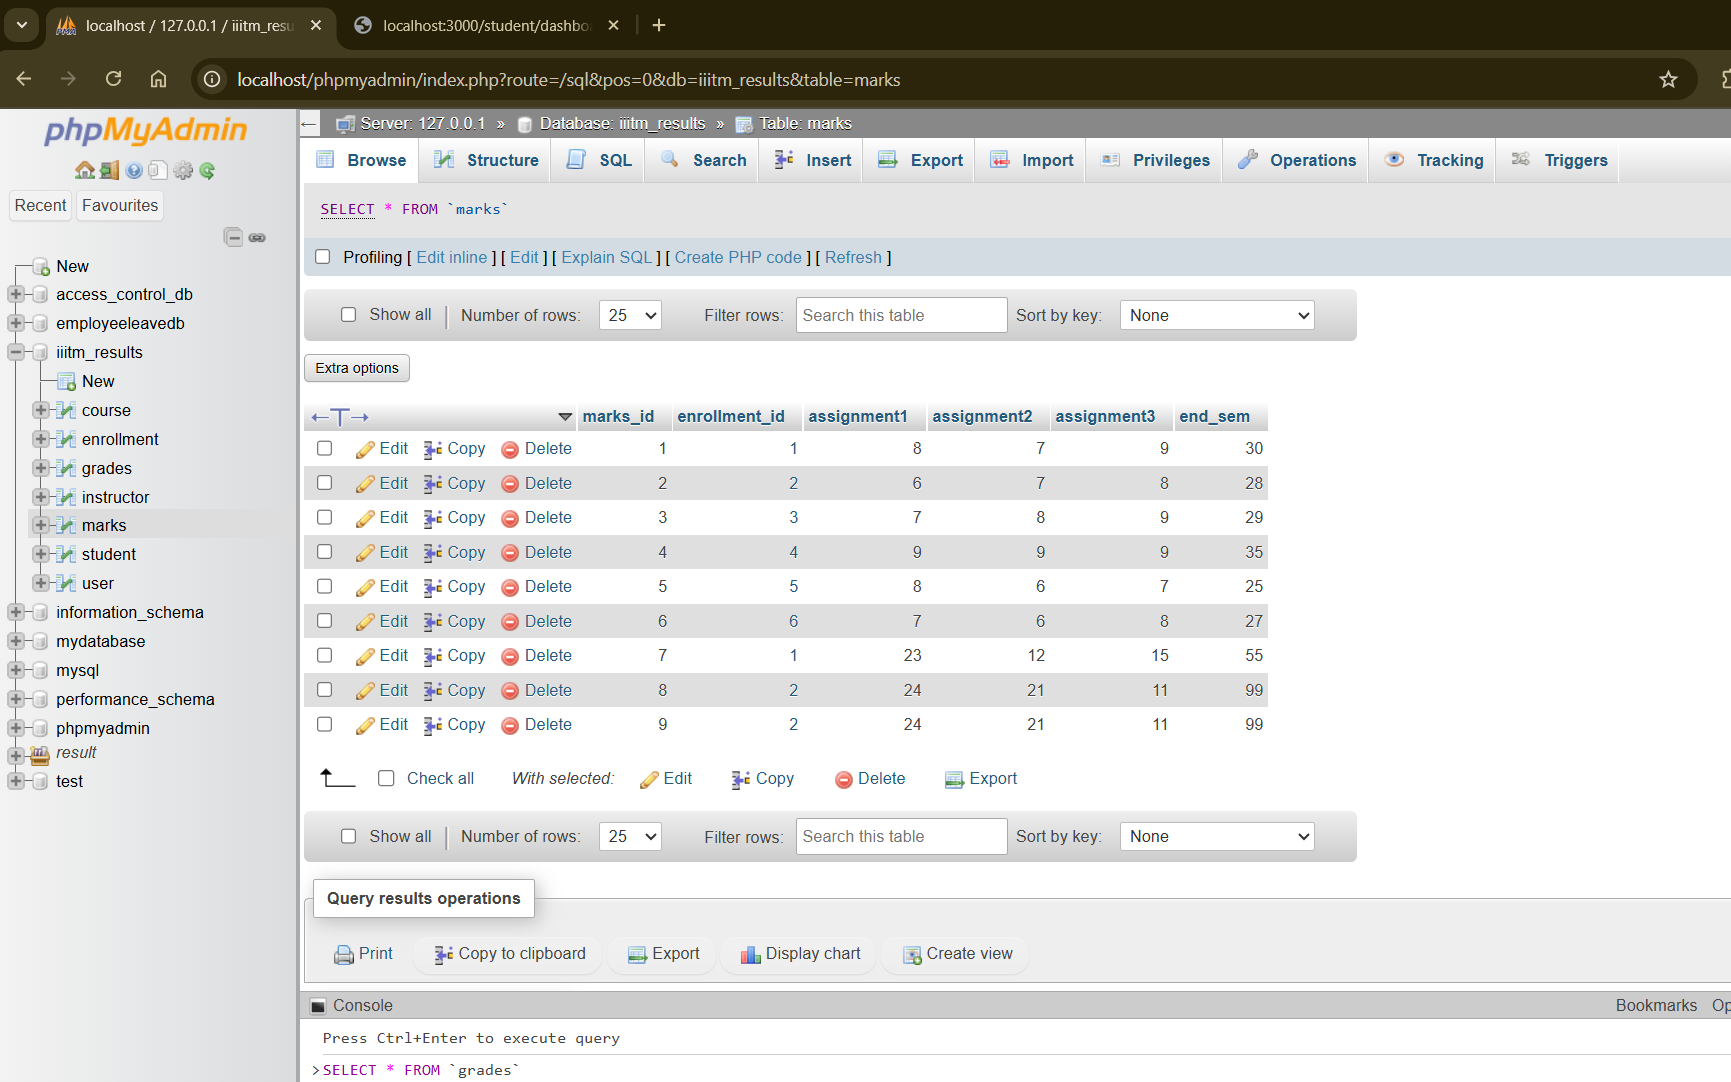 localhost / 127.0.0.1 / iiitm_resu
localhost:3000/student/dashbo
localhost/phpmyadmin/index.php?route=/sql&pos=0&db=iiitm_results&table=marks
phpMyAdmin
Recent Favourites
New
access_control_db
employeeleavedb
iiitm_results
New
course
enrollment
grades
instructor
marks
student
user
information_schema
mydatabase
mysql
performance_schema
phpmyadmin
result
test
Server: 127.0.0.1 » Database: iiitm_results » Table: marks
Browse Structure SQL Search Insert Export Import Privileges Operations Tracking Triggers
SELECT * FROM `marks`
Profiling [ Edit inline ] [ Edit ] [ Explain SQL ] [ Create PHP code ] [ Refresh ]
Show all Number of rows: 25 Filter rows: Search this table Sort by key: None
Extra options
marks_id enrollment_id assignment1 assignment2 assignment3 end_sem
Edit Copy Delete 1 1 8 7 9 30
Edit Copy Delete 2 2 6 7 8 28
Edit Copy Delete 3 3 7 8 9 29
Edit Copy Delete 4 4 9 9 9 35
Edit Copy Delete 5 5 8 6 7 25
Edit Copy Delete 6 6 7 6 8 27
Edit Copy Delete 7 1 23 12 15 55
Edit Copy Delete 8 2 24 21 11 99
Edit Copy Delete 9 2 24 21 11 99
Check all With selected: Edit Copy Delete Export
Show all Number of rows: 25 Filter rows: Search this table Sort by key: None
Query results operations
Print Copy to clipboard Export Display chart Create view
Console Bookmarks Op
Press Ctrl+Enter to execute query
>SELECT * FROM `grades`